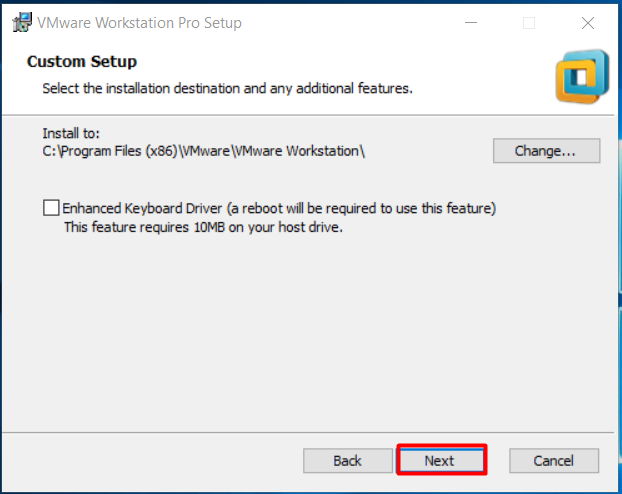 VMware Workstation Pro Setup
Custom Setup
Select the installation destination and any additional features.
Install to:
C:\Program Files (x86)\VMware\VMware Workstation\
Change...
Enhanced Keyboard Driver (a reboot will be required to use this feature)
This feature requires 10MB on your host drive.
Back
Next
Cancel